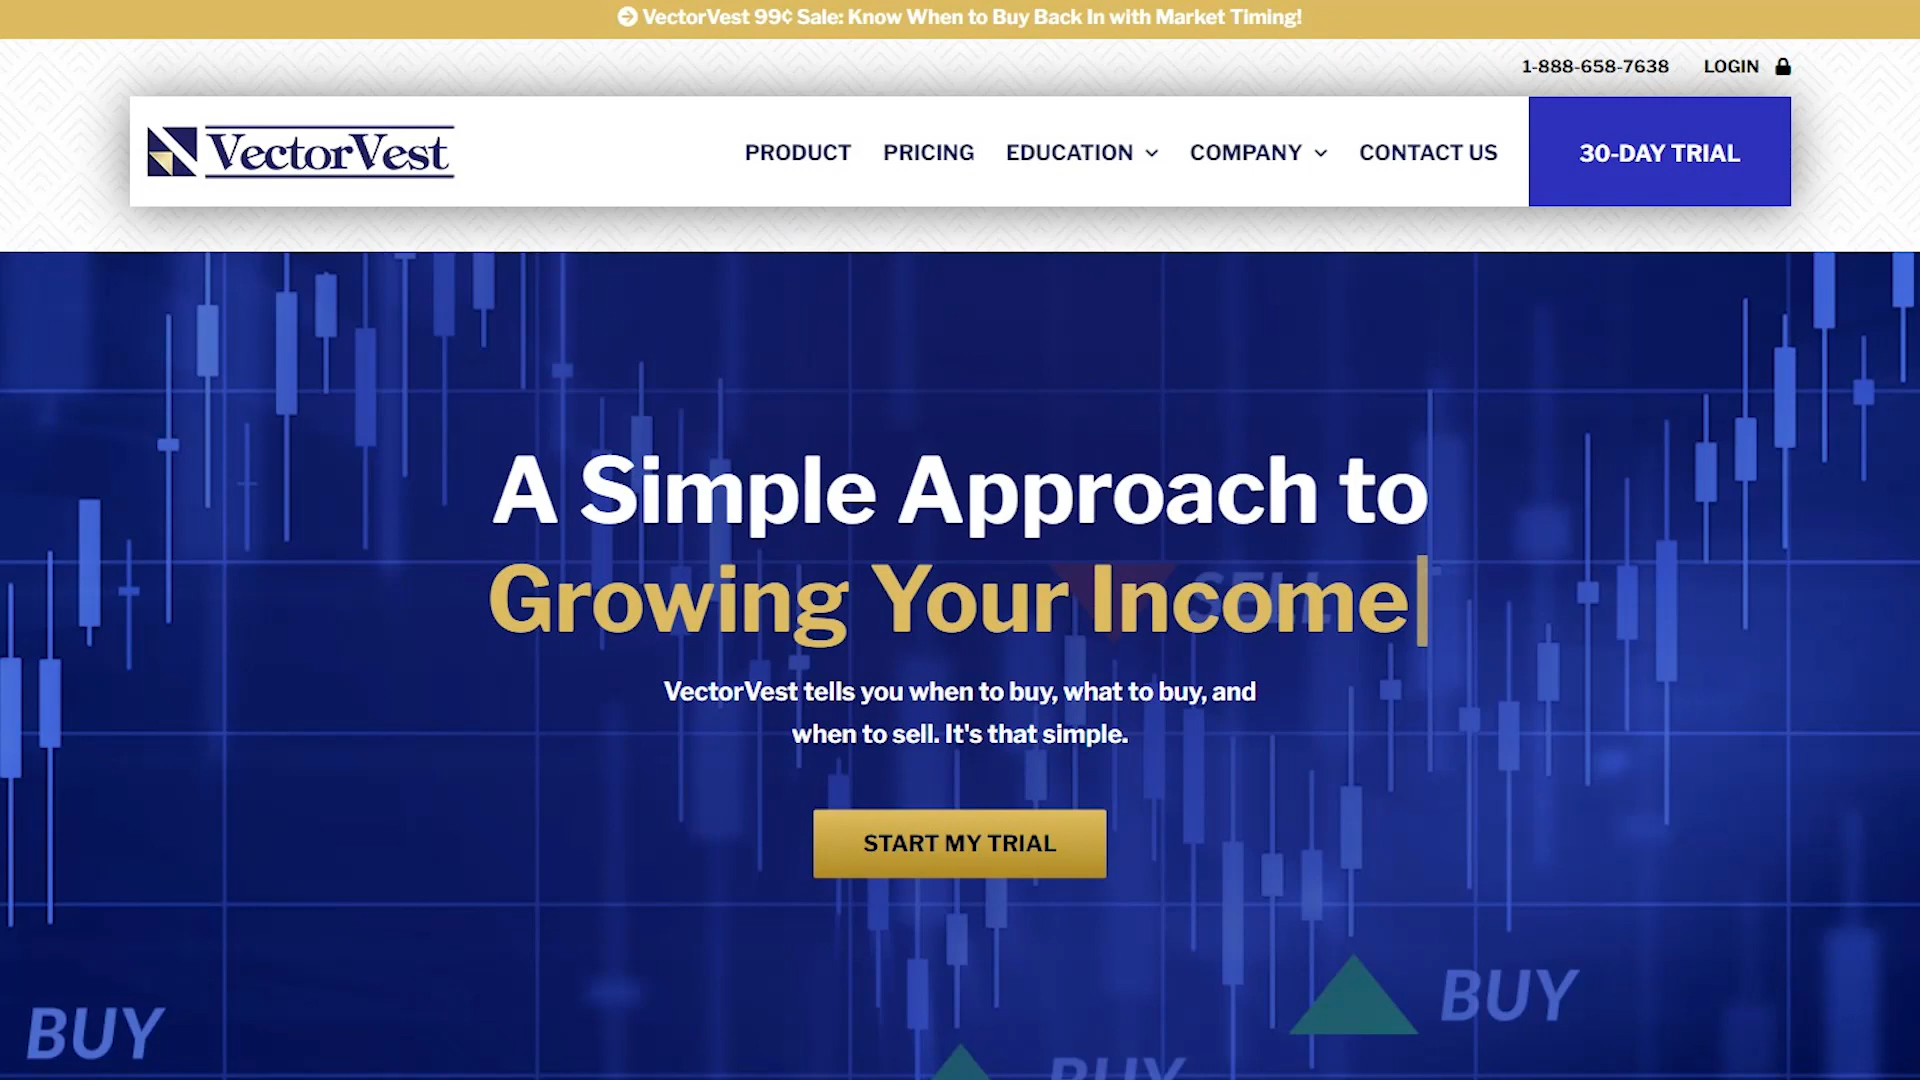 VectorVest 99¢ Sale: Know When to Buy Back In with Market Timing!
1-888-658-7638 LOGIN
VectorVest
PRODUCT PRICING EDUCATION COMPANY CONTACT US 30-DAY TRIAL
A Simple Approach to
Growing Your Income|
SELL
VectorVest tells you when to buy, what to buy, and
when to sell. It's that simple.
START MY TRIAL
BUY
BUY
BUY